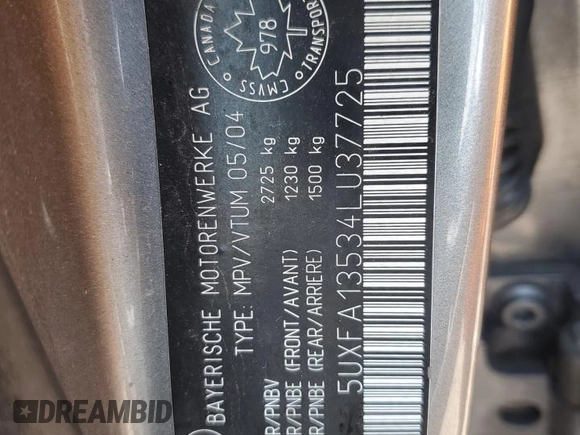 BAYERISCHE MOTORENWERKE AG
TYPE: MPV/VTUM 05/04
R/PNBV 2725 kg
R/PNBE (FRONT/AVANT) 1230 kg
R/PNBE (REAR/ARRIERE) 1500 kg
5UXFA13534LU37725
CANADA
978
TRANSPORT
CMVSS
DREAMBID